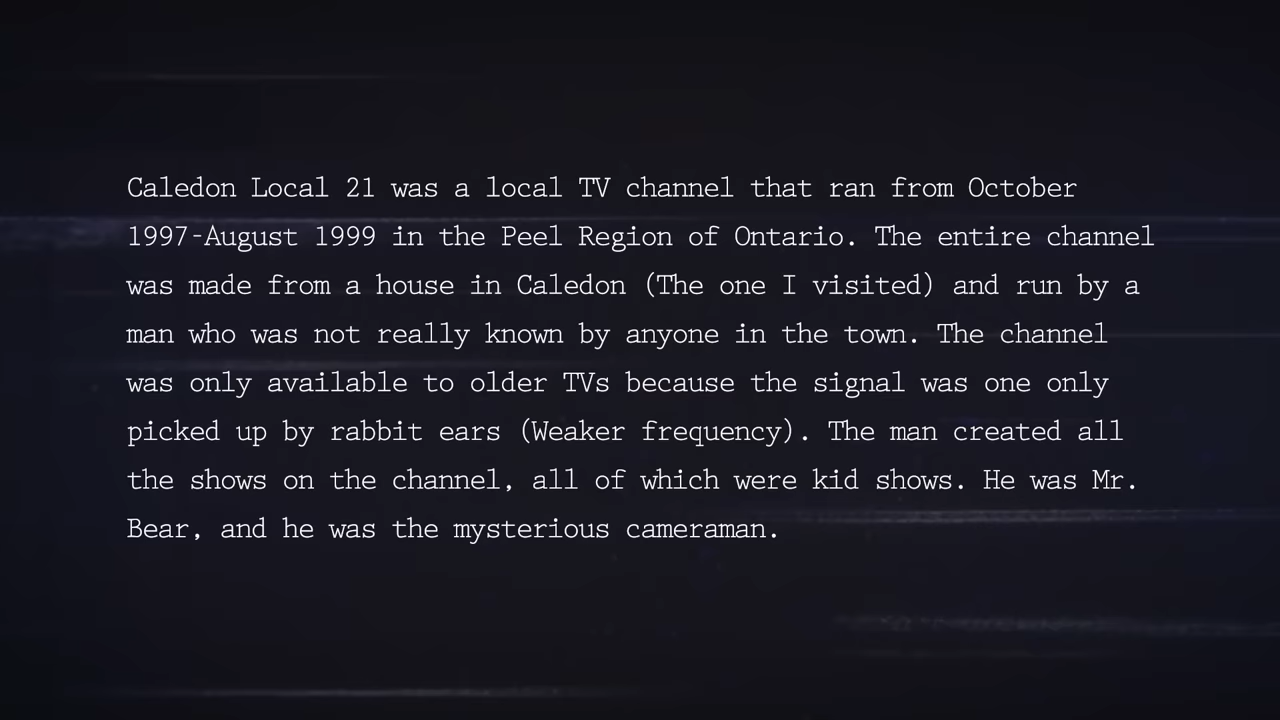 Caledon Local 21 was a local TV channel that ran from October
1997-August 1999 in the Peel Region of Ontario. The entire channel
was made from a house in Caledon (The one I visited) and run by a
man who was not really known by anyone in the town. The channel
was only available to older TVs because the signal was one only
picked up by rabbit ears (Weaker frequency). The man created all
the shows on the channel, all of which were kid shows. He was Mr.
Bear, and he was the mysterious cameraman.